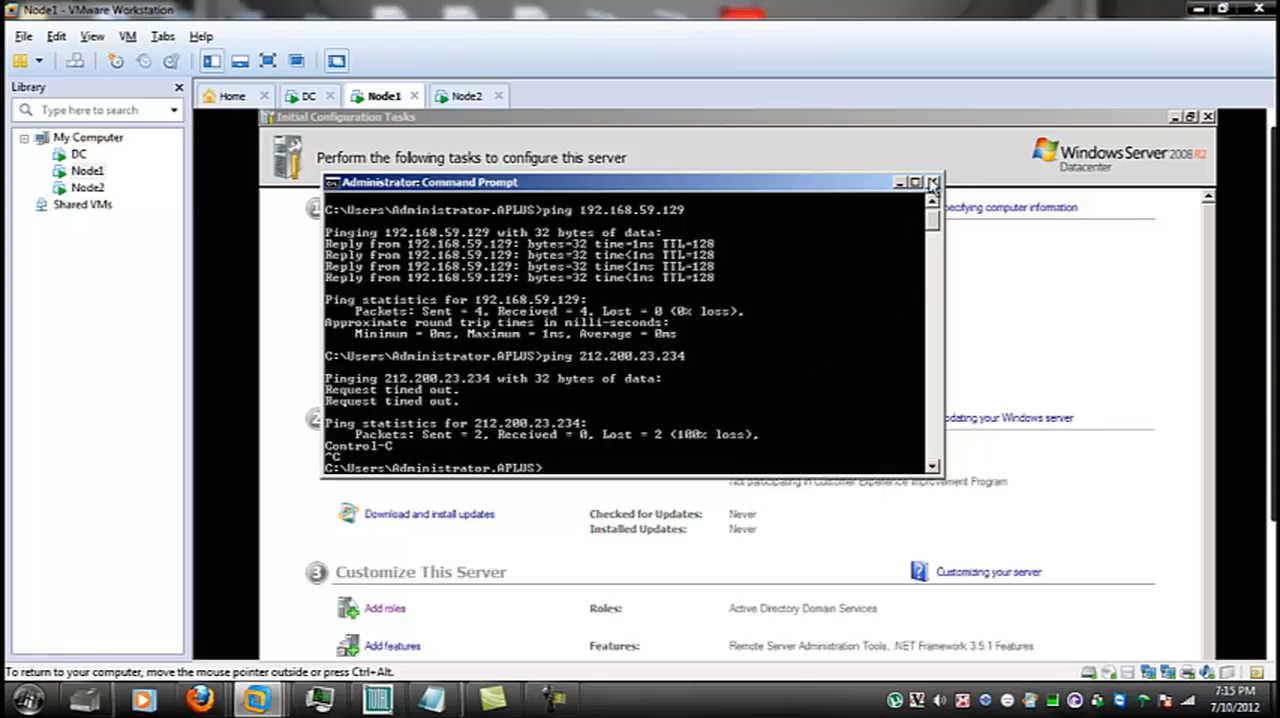 Node1 - VMware Workstation
File Edit View VM Tabs Help
Library
Type here to search
My Computer
DC
Node1
Node2
Shared VMs
Home DC Node1 Node2
Initial Configuration Tasks
Perform the following tasks to configure this server
WindowsServer 2008 R2
Datacenter
Administrator: Command Prompt
C:\Users\Administrator.APLUS>ping 192.168.59.129
Pinging 192.168.59.129 with 32 bytes of data:
Reply from 192.168.59.129: bytes=32 time=1ms TTL=128
Reply from 192.168.59.129: bytes=32 time<1ms TTL=128
Reply from 192.168.59.129: bytes=32 time<1ms TTL=128
Reply from 192.168.59.129: bytes=32 time<1ms TTL=128
Ping statistics for 192.168.59.129:
Packets: Sent = 4, Received = 4, Lost = 0 (0% loss),
Approximate round trip times in milli-seconds:
Minimum = 0ms, Maximum = 1ms, Average = 0ms
C:\Users\Administrator.APLUS>ping 212.200.23.234
Pinging 212.200.23.234 with 32 bytes of data:
Request timed out.
Request timed out.
Ping statistics for 212.200.23.234:
Packets: Sent = 2, Received = 0, Lost = 2 (100% loss),
Control-C
^C
C:\Users\Administrator.APLUS>
pecifying computer information
pdating your Windows server
Not participating in Customer Experience Improvement Program
Download and install updates
Checked for Updates: Never
Installed Updates: Never
3 Customize This Server
Customizing your server
Add roles
Roles: Active Directory Domain Services
Add features
Features: Remote Server Administration Tools, .NET Framework 3.5.1 Features
To return to your computer, move the mouse pointer outside or press Ctrl+Alt.
7:15 PM
7/10/2012